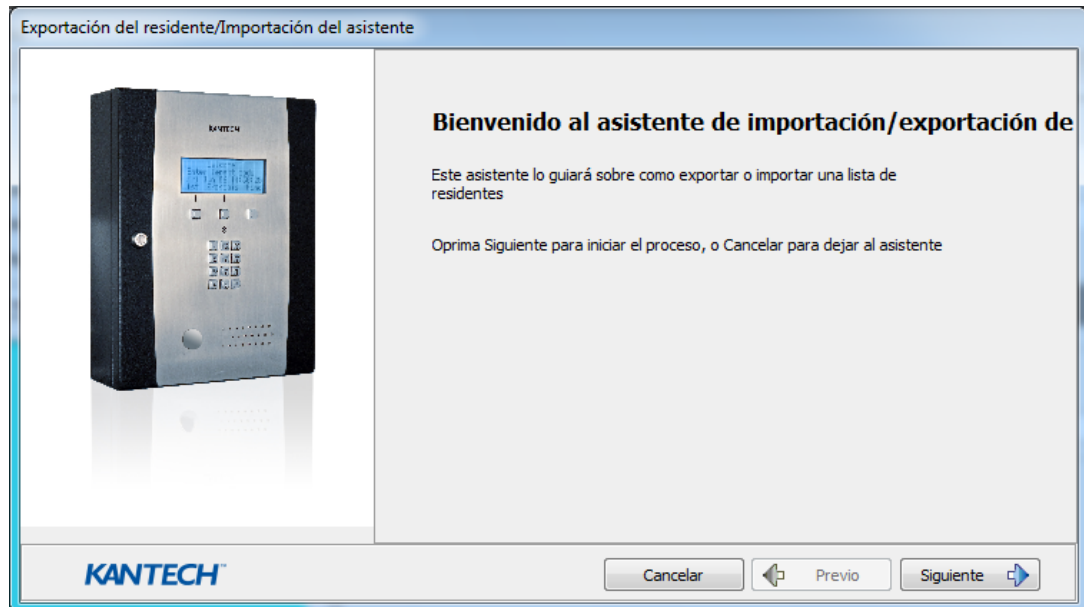 Exportación del residente/Importación del asistente
KANTECH
Bienvenido al asistente de importación/exportación de
Este asistente lo guiará sobre como exportar o importar una lista de
residentes
Oprima Siguiente para iniciar el proceso, o Cancelar para dejar al asistente
KANTECH
Cancelar
Previo
Siguiente